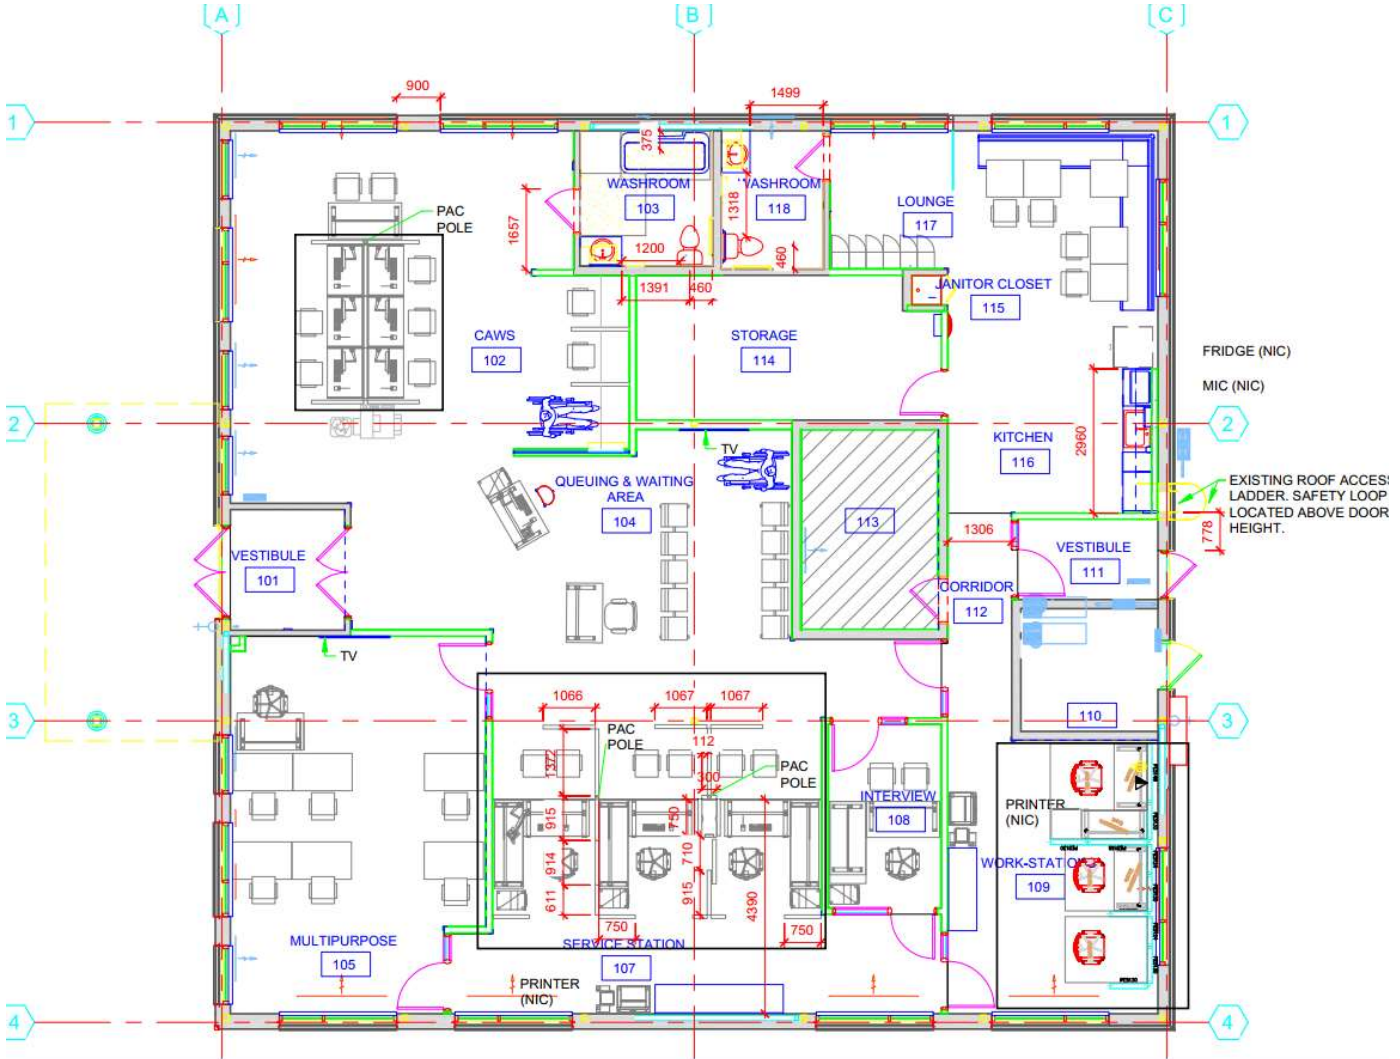 A
B
C
1
900
1499
1
375
WASHROOM
103
WASHROOM
118
LOUNGE
117
PAC
POLE
1657
1318
1200
460
1391
460
JANITOR CLOSET
115
CAWS
102
STORAGE
114
FRIDGE (NIC)
MIC (NIC)
2
2
TV
KITCHEN
116
2960
QUEUING & WAITING
AREA
104
113
EXISTING ROOF ACCESS
LADDER. SAFETY LOOP
LOCATED ABOVE DOOR
HEIGHT.
778
1306
VESTIBULE
101
VESTIBULE
111
CORRIDOR
112
TV
3
1066
1067
1067
110
3
PAC
POLE
112
1372
300
PAC
POLE
INTERVIEW
108
PRINTER
(NIC)
915
750
914
710
611
915
4390
WORK-STATIONS
109
750
750
MULTIPURPOSE
105
SERVICE STATION
107
PRINTER
(NIC)
4
4